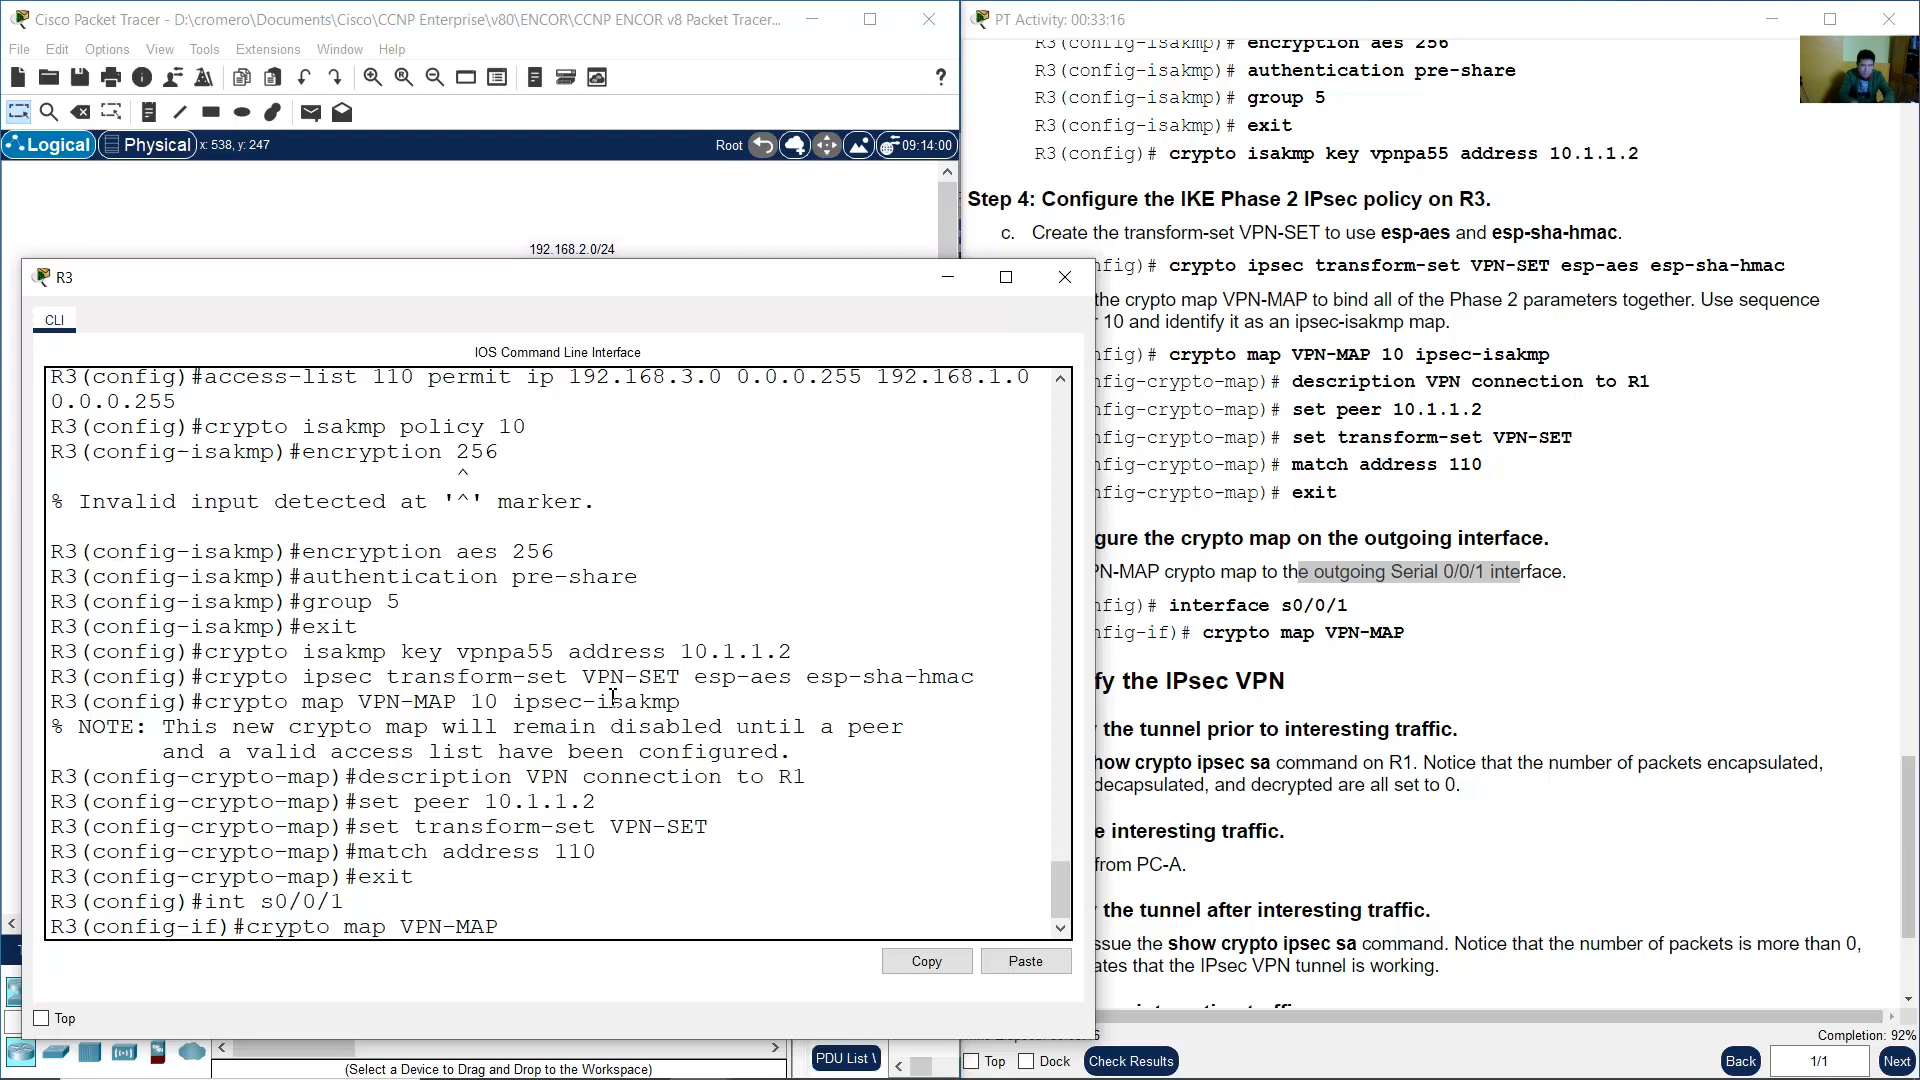 Cisco Packet Tracer - D:\cromero\Documents\Cisco\CCNP Enterprise\v80\ENCOR\CCNP ENCOR v8 Packet Tracer...
File Edit Options View Tools Extensions Window Help
?
Logical Physical x: 538, y: 247 Root 09:14:00
192.168.2.0/24
R3
CLI
IOS Command Line Interface
R3(config)#access-list 110 permit ip 192.168.3.0 0.0.0.255 192.168.1.0
0.0.0.255
R3(config)#crypto isakmp policy 10
R3(config-isakmp)#encryption 256
^
% Invalid input detected at '^' marker.
R3(config-isakmp)#encryption aes 256
R3(config-isakmp)#authentication pre-share
R3(config-isakmp)#group 5
R3(config-isakmp)#exit
R3(config)#crypto isakmp key vpnpa55 address 10.1.1.2
R3(config)#crypto ipsec transform-set VPN-SET esp-aes esp-sha-hmac
R3(config)#crypto map VPN-MAP 10 ipsec-isakmp
% NOTE: This new crypto map will remain disabled until a peer
and a valid access list have been configured.
R3(config-crypto-map)#description VPN connection to R1
R3(config-crypto-map)#set peer 10.1.1.2
R3(config-crypto-map)#set transform-set VPN-SET
R3(config-crypto-map)#match address 110
R3(config-crypto-map)#exit
R3(config)#int s0/0/1
R3(config-if)#crypto map VPN-MAP
Copy Paste
Top
(Select a Device to Drag and Drop to the Workspace)
PDU List \
PT Activity: 00:33:16
R3(config-isakmp)# encryption aes 256
R3(config-isakmp)# authentication pre-share
R3(config-isakmp)# group 5
R3(config-isakmp)# exit
R3(config)# crypto isakmp key vpnpa55 address 10.1.1.2
Step 4: Configure the IKE Phase 2 IPsec policy on R3.
c. Create the transform-set VPN-SET to use esp-aes and esp-sha-hmac.
nfig)# crypto ipsec transform-set VPN-SET esp-aes esp-sha-hmac
the crypto map VPN-MAP to bind all of the Phase 2 parameters together. Use sequence
10 and identify it as an ipsec-isakmp map.
nfig)# crypto map VPN-MAP 10 ipsec-isakmp
nfig-crypto-map)# description VPN connection to R1
nfig-crypto-map)# set peer 10.1.1.2
nfig-crypto-map)# set transform-set VPN-SET
nfig-crypto-map)# match address 110
nfig-crypto-map)# exit
gure the crypto map on the outgoing interface.
PN-MAP crypto map to the outgoing Serial 0/0/1 interface.
nfig)# interface s0/0/1
nfig-if)# crypto map VPN-MAP
fy the IPsec VPN
the tunnel prior to interesting traffic.
how crypto ipsec sa command on R1. Notice that the number of packets encapsulated,
decapsulated, and decrypted are all set to 0.
e interesting traffic.
from PC-A.
the tunnel after interesting traffic.
ssue the show crypto ipsec sa command. Notice that the number of packets is more than 0,
ates that the IPsec VPN tunnel is working.
Completion: 92%
Top Dock Check Results Back 1/1 Next